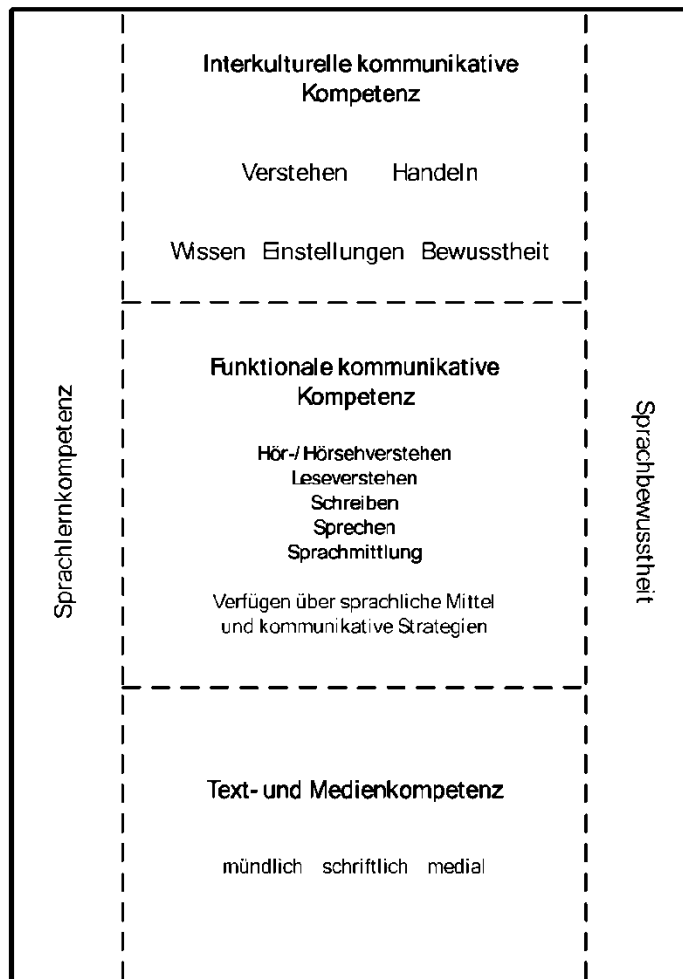 Interkulturelle kommunikative
Kompetenz
Verstehen Handeln
Wissen Einstellungen Bewusstheit
Funktionale kommunikative
Kompetenz
Hör-/ Hörsehverstehen
Leseverstehen
Schreiben
Sprechen
Sprachmittlung
Verfügen über sprachliche Mittel
und kommunikative Strategien
Text- und Medienkompetenz
mündlich schriftlich medial
Sprachlernkompetenz
Sprachbewusstheit